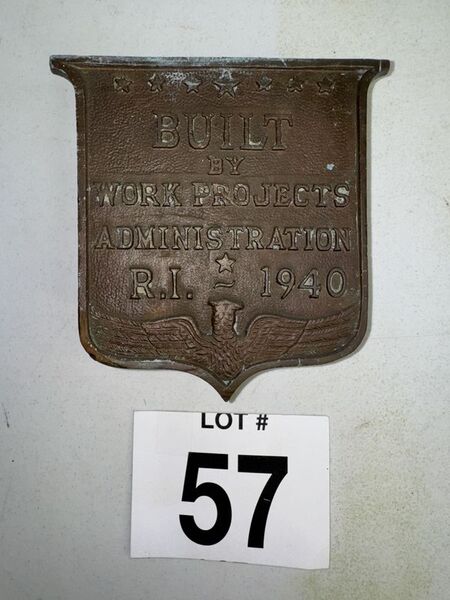 BUILT
BY
WORK PROJECTS
ADMINISTRATION
R.I. ~ 1940
LOT #
57